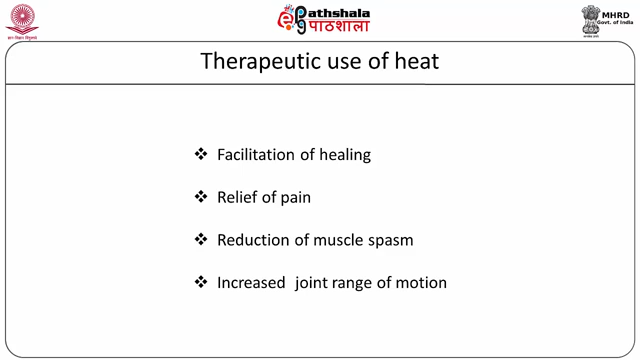 ePathshala
पाठशाला
MHRD
Govt. of India
Therapeutic use of heat
Facilitation of healing
Relief of pain
Reduction of muscle spasm
Increased joint range of motion